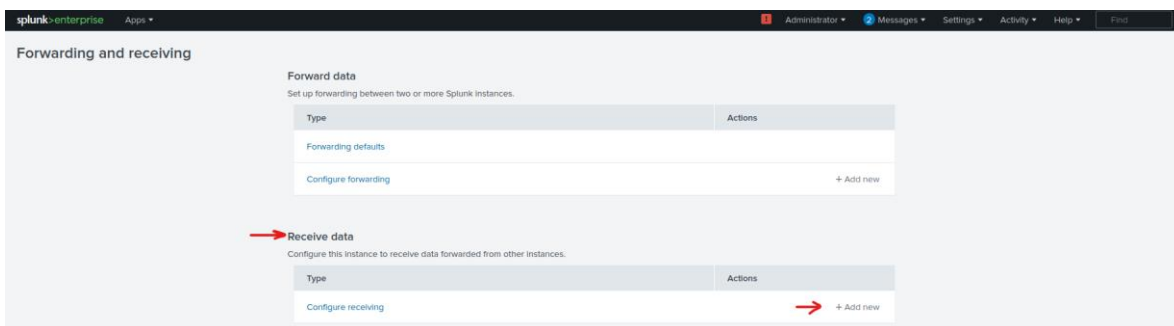 splunk>enterprise Apps ▾ ! Administrator ▾ 2 Messages ▾ Settings ▾ Activity ▾ Help ▾ Find
Forwarding and receiving
Forward data
Set up forwarding between two or more Splunk instances.
Type Actions
Forwarding defaults
Configure forwarding + Add new
Receive data
Configure this instance to receive data forwarded from other instances.
Type Actions
Configure receiving + Add new